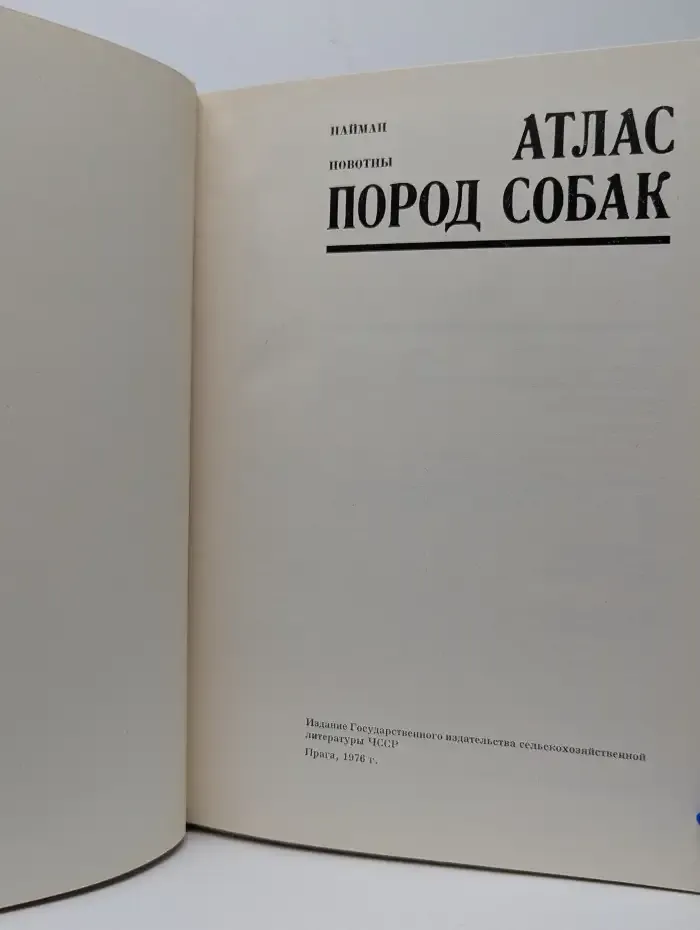 НАЙМАН
НОВОТНЫ
АТЛАС
ПОРОД СОБАК
Издание Государственного издательства сельскохозяйственной
литературы ЧССР
Прага, 1976 г.